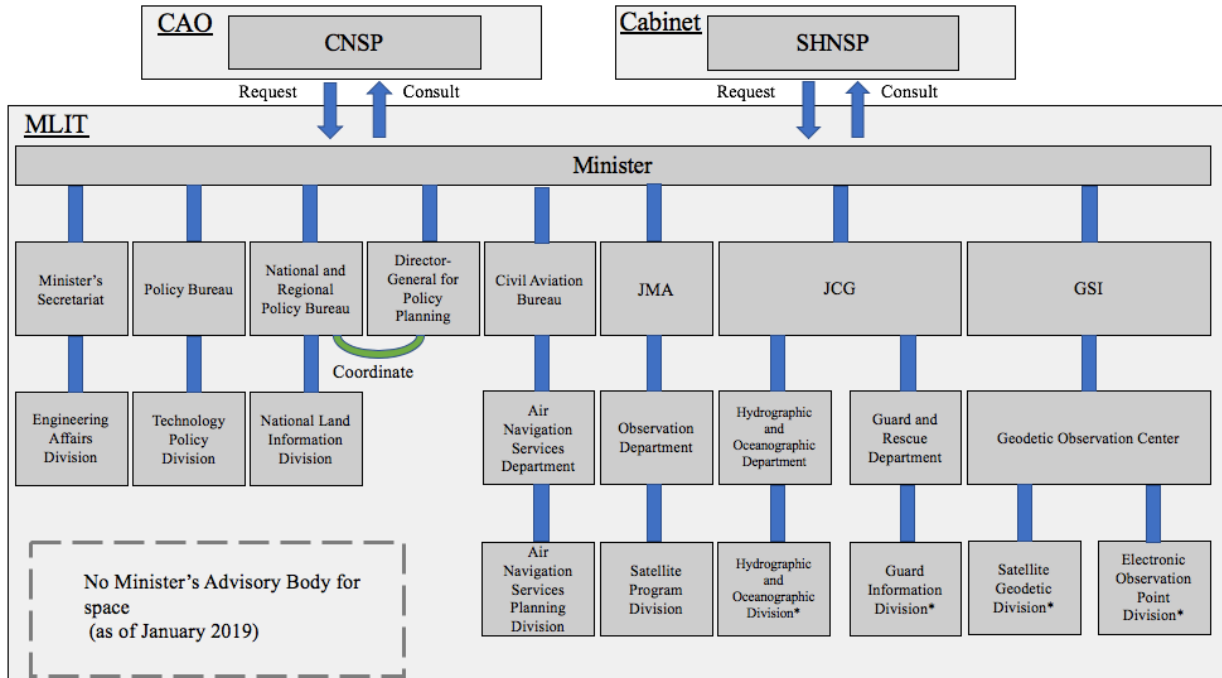 CAO
CNSP
Cabinet
SHNSP
Request
Consult
Request
Consult
MLIT
Minister
Minister's
Secretariat
Policy Bureau
National and
Regional
Policy Bureau
Director-
General for
Policy
Planning
Civil Aviation
Bureau
JMA
JCG
GSI
Coordinate
Engineering
Affairs
Division
Technology
Policy
Division
National Land
Information
Division
Air
Navigation
Services
Department
Observation
Department
Hydrographic
and
Oceanographic
Department
Guard and
Rescue
Department
Geodetic Observation Center
Air
Navigation
Services
Planning
Division
Satellite
Program
Division
Hydrographic
and
Oceanographic
Division*
Guard
Information
Division*
Satellite
Geodetic
Division*
Electronic
Observation
Point
Division*
No Minister's Advisory Body for
space
(as of January 2019)